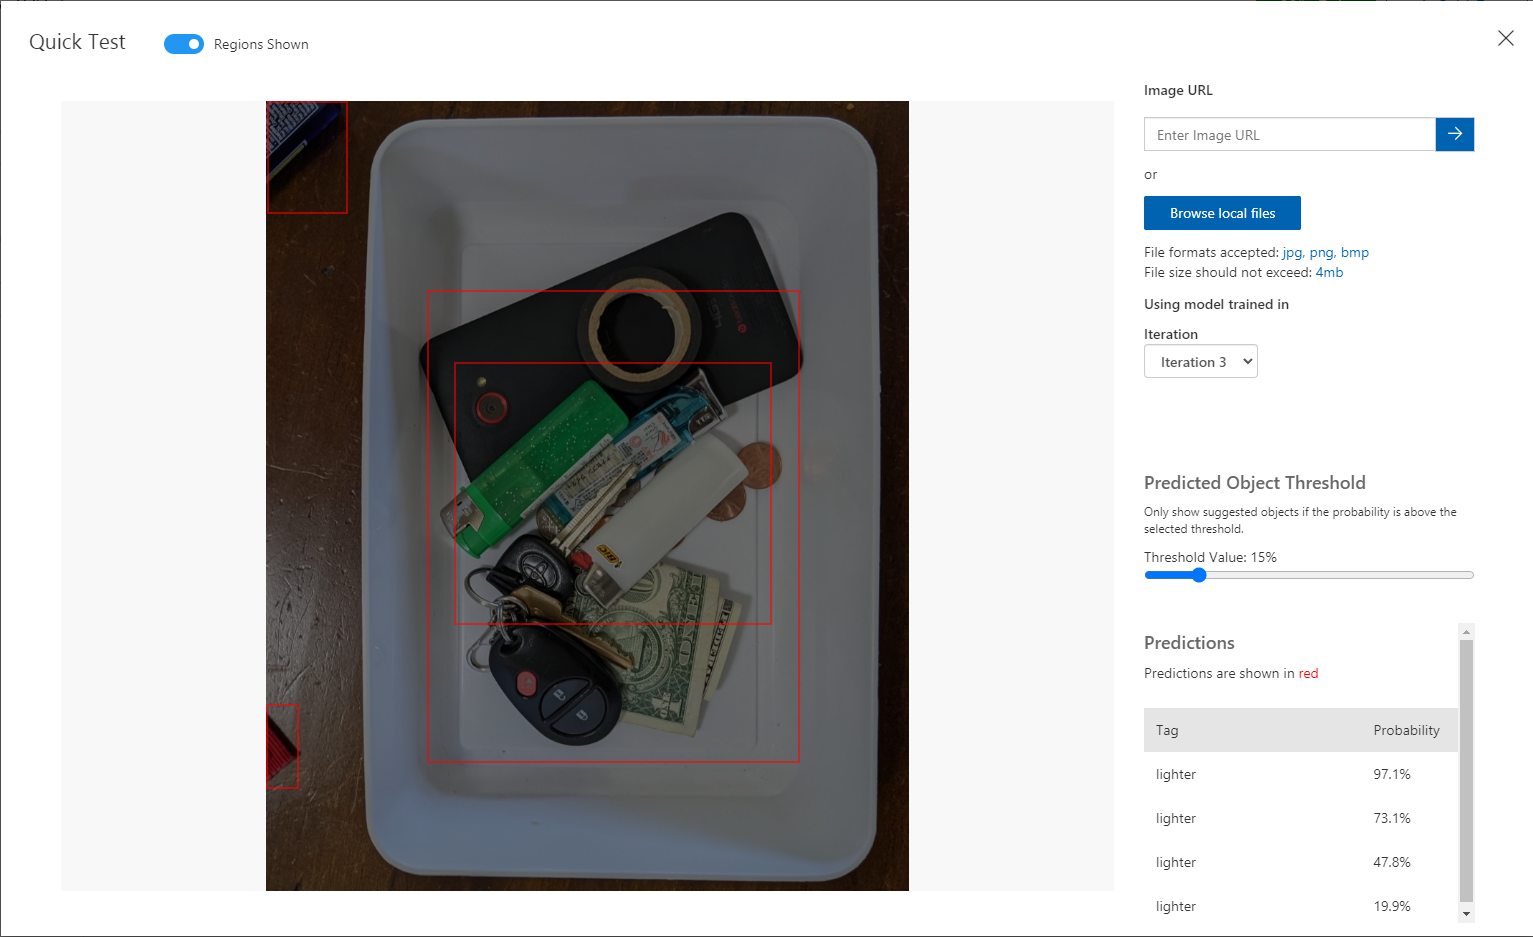 Quick Test
Regions Shown
Image URL
Enter Image URL
or
Browse local files
File formats accepted: jpg, png, bmp
File size should not exceed: 4mb
Using model trained in
Iteration
Iteration 3
Predicted Object Threshold
Only show suggested objects if the probability is above the
selected threshold.
Threshold Value: 15%
Predictions
Predictions are shown in red
Tag Probability
lighter 97.1%
lighter 73.1%
lighter 47.8%
lighter 19.9%
BIC
ONE